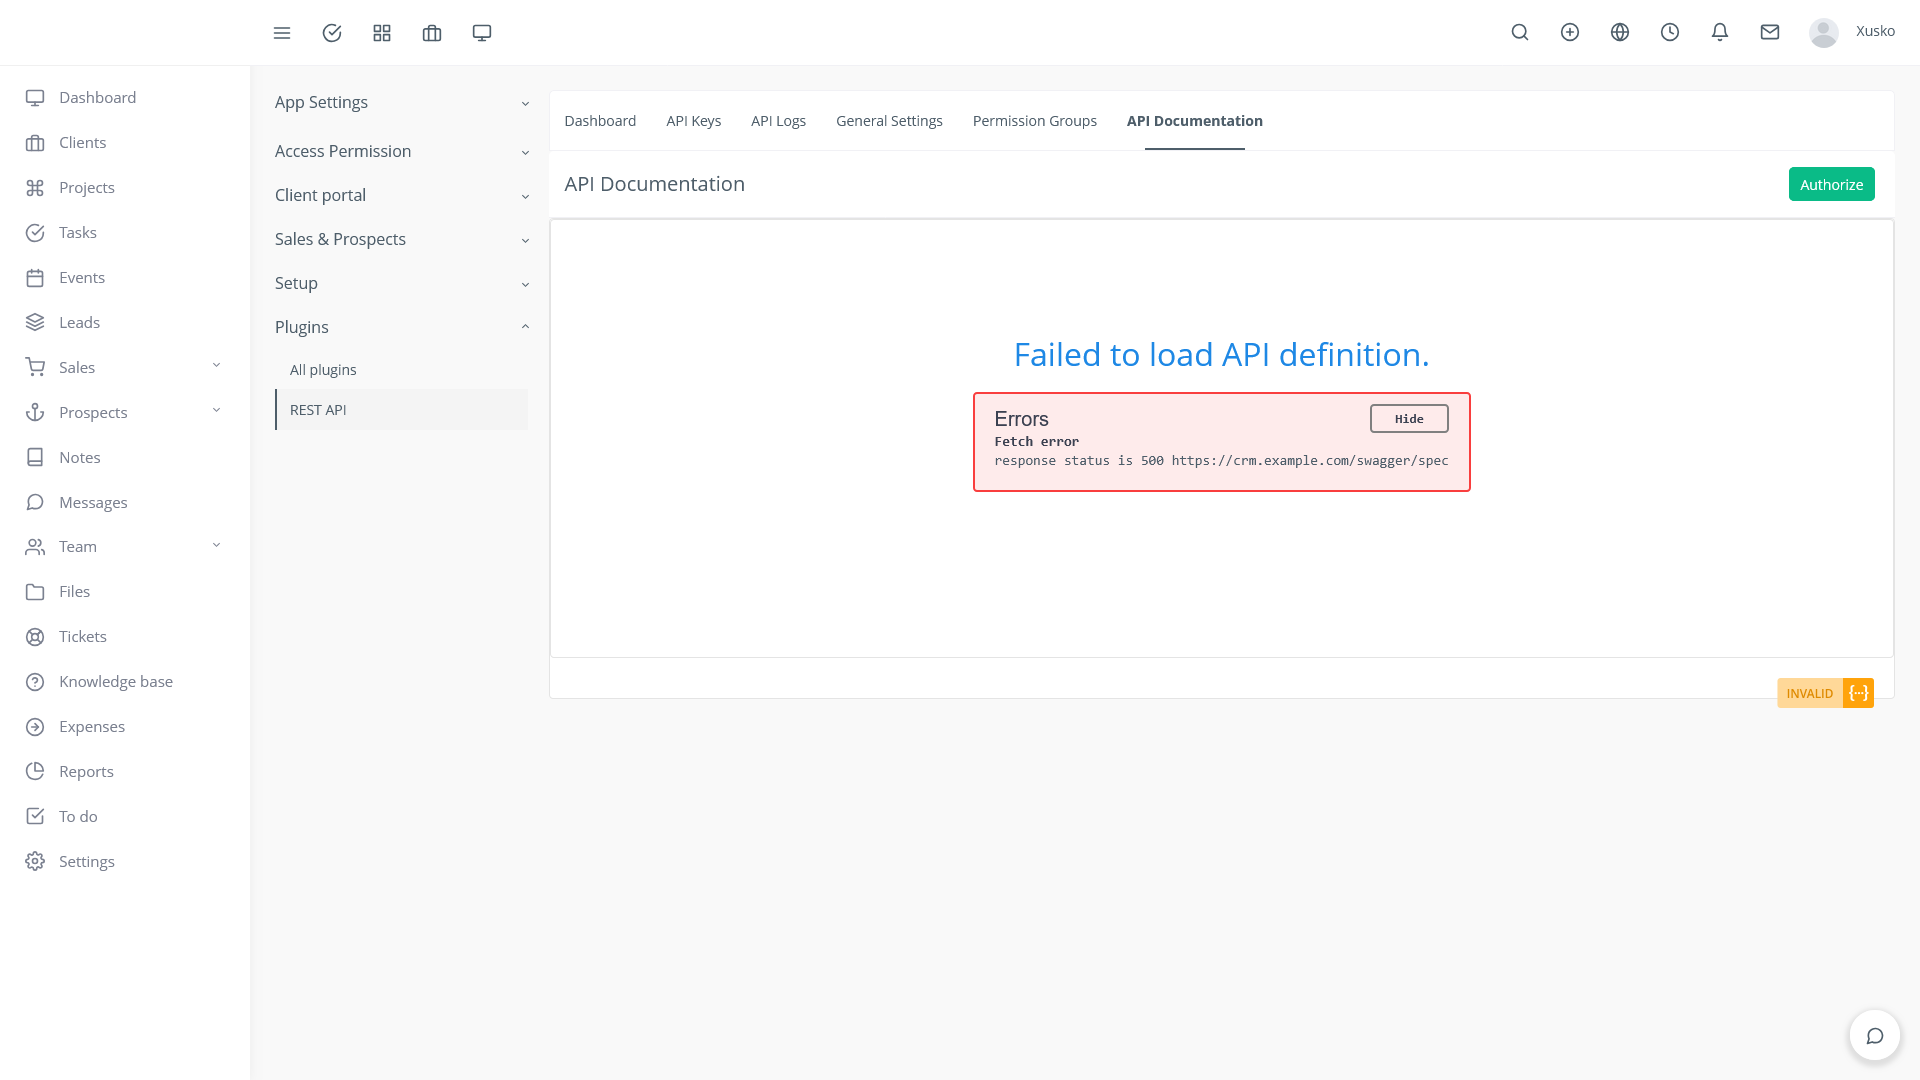 Xusko
Dashboard
Clients
Projects
Tasks
Events
Leads
Sales
Prospects
Notes
Messages
Team
Files
Tickets
Knowledge base
Expenses
Reports
To do
Settings
App Settings
Access Permission
Client portal
Sales & Prospects
Setup
Plugins
All plugins
REST API
Dashboard API Keys API Logs General Settings Permission Groups API Documentation
API Documentation
Authorize
Failed to load API definition.
Errors
Hide
Fetch error
response status is 500 https://crm.example.com/swagger/spec
INVALID {···}